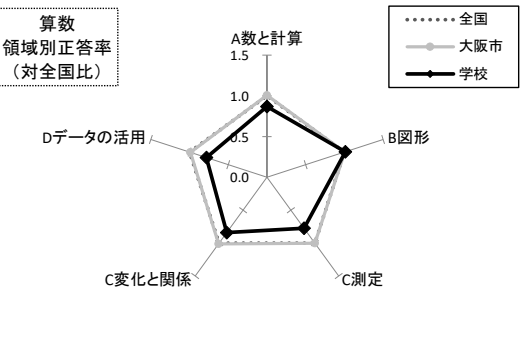 算数
領域別正答率
（対全国比）
全国
大阪市
学校
A数と計算
1.5
1.0
0.5
0.0
B図形
C測定
C変化と関係
Dデータの活用